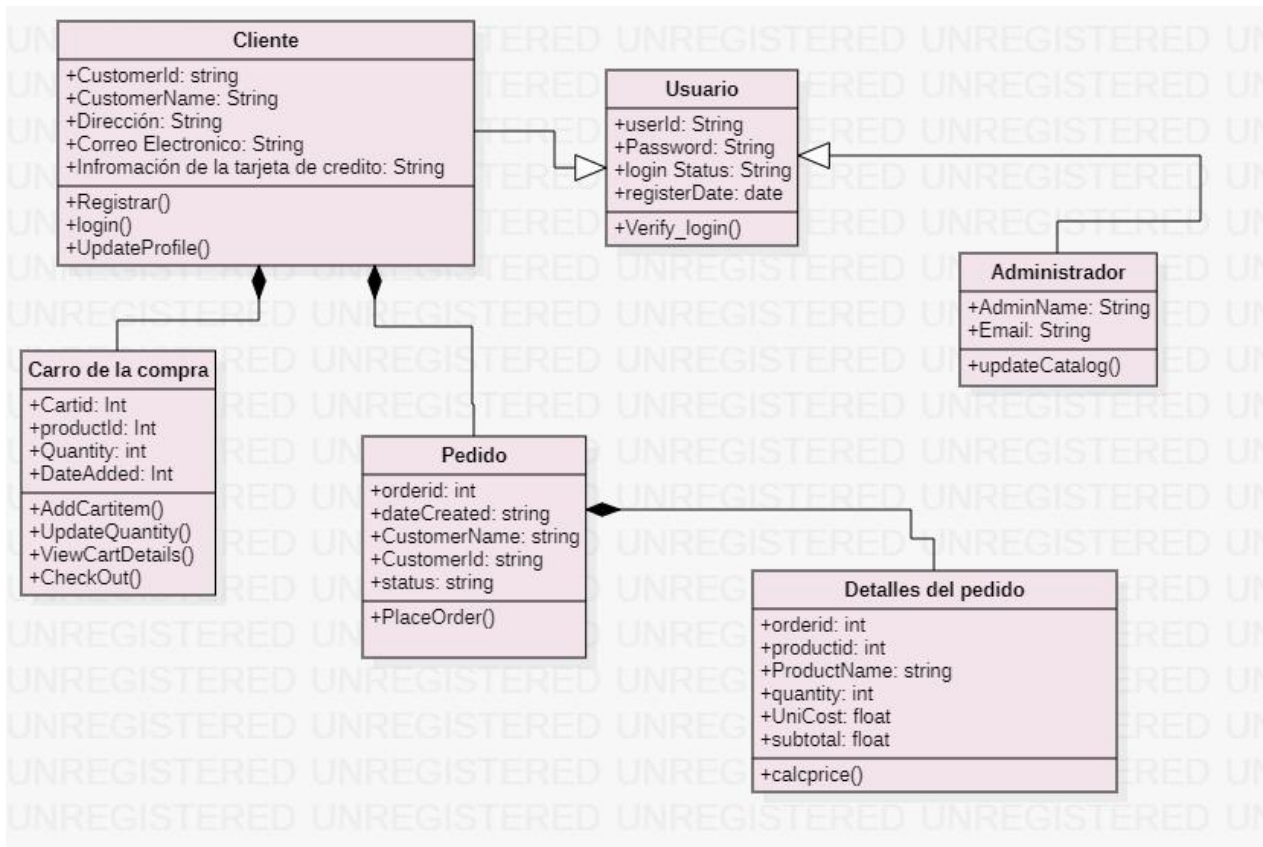 Cliente
+CustomerId: string
+CustomerName: String
+Dirección: String
+Correo Electronico: String
+Infromación de la tarjeta de credito: String
+Registrar()
+login()
+UpdateProfile()
Usuario
+userId: String
+Password: String
+login Status: String
+registerDate: date
+Verify_login()
Administrador
+AdminName: String
+Email: String
+updateCatalog()
Carro de la compra
+Cartid: Int
+productId: Int
+Quantity: int
+DateAdded: Int
+AddCartitem()
+UpdateQuantity()
+ViewCartDetails()
+CheckOut()
Pedido
+orderid: int
+dateCreated: string
+CustomerName: string
+CustomerId: string
+status: string
+PlaceOrder()
Detalles del pedido
+orderid: int
+productid: int
+ProductName: string
+quantity: int
+UniCost: float
+subtotal: float
+calcprice()
UNREGISTERED